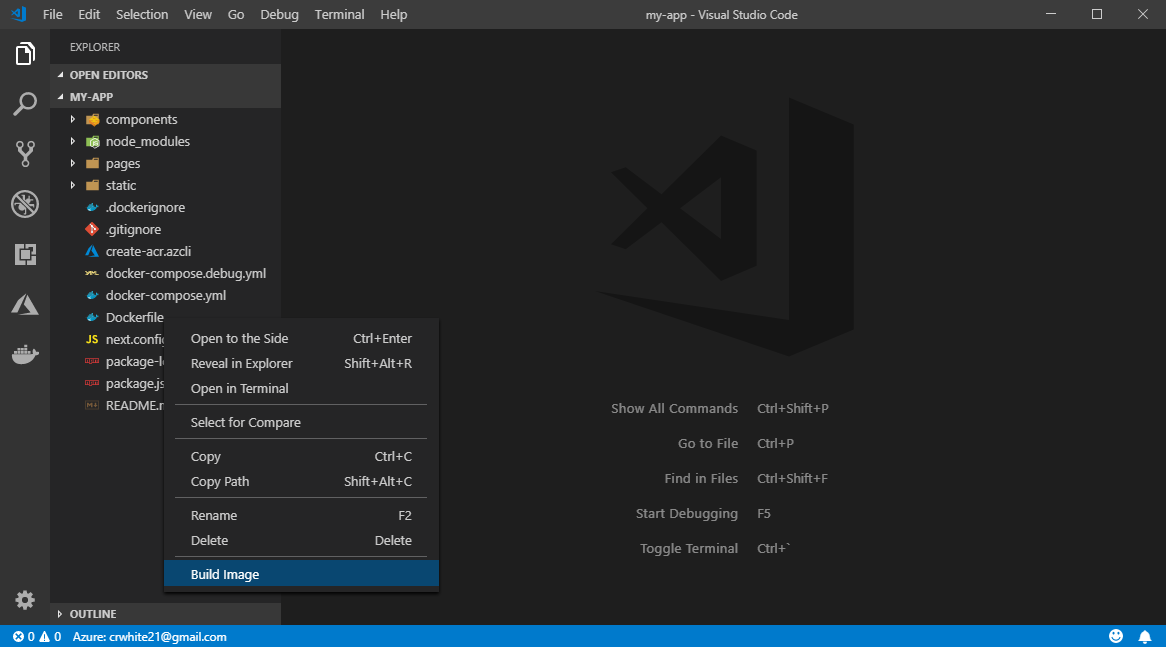 File Edit Selection View Go Debug Terminal Help my-app - Visual Studio Code
EXPLORER
OPEN EDITORS
MY-APP
components
node_modules
pages
static
.dockerignore
.gitignore
create-acr.azcli
YAML docker-compose.debug.yml
docker-compose.yml
Dockerfile
JS next.config
package-l
package.js
README.m
Open to the Side Ctrl+Enter
Reveal in Explorer Shift+Alt+R
Open in Terminal
Select for Compare
Copy Ctrl+C
Copy Path Shift+Alt+C
Rename F2
Delete Delete
Build Image
Show All Commands Ctrl+Shift+P
Go to File Ctrl+P
Find in Files Ctrl+Shift+F
Start Debugging F5
Toggle Terminal Ctrl+`
OUTLINE
0 0 Azure: crwhite21@gmail.com